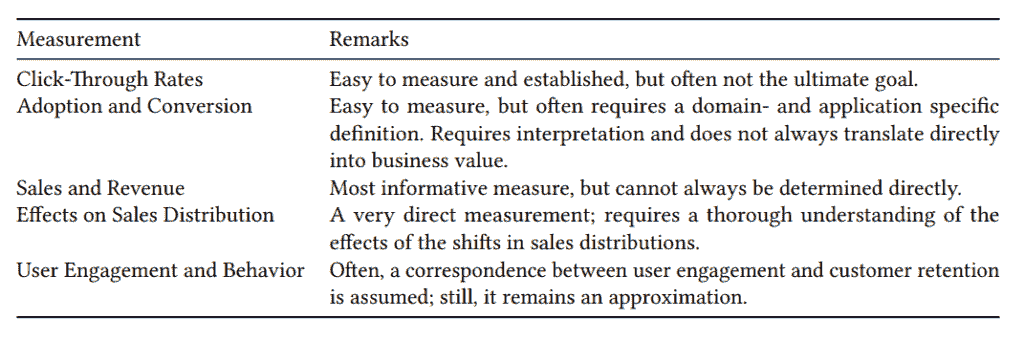 Measurement Remarks
Click-Through Rates Easy to measure and established, but often not the ultimate goal.
Adoption and Conversion Easy to measure, but often requires a domain- and application specific
definition. Requires interpretation and does not always translate directly
into business value.
Sales and Revenue Most informative measure, but cannot always be determined directly.
Effects on Sales Distribution A very direct measurement; requires a thorough understanding of the
effects of the shifts in sales distributions.
User Engagement and Behavior Often, a correspondence between user engagement and customer retention
is assumed; still, it remains an approximation.